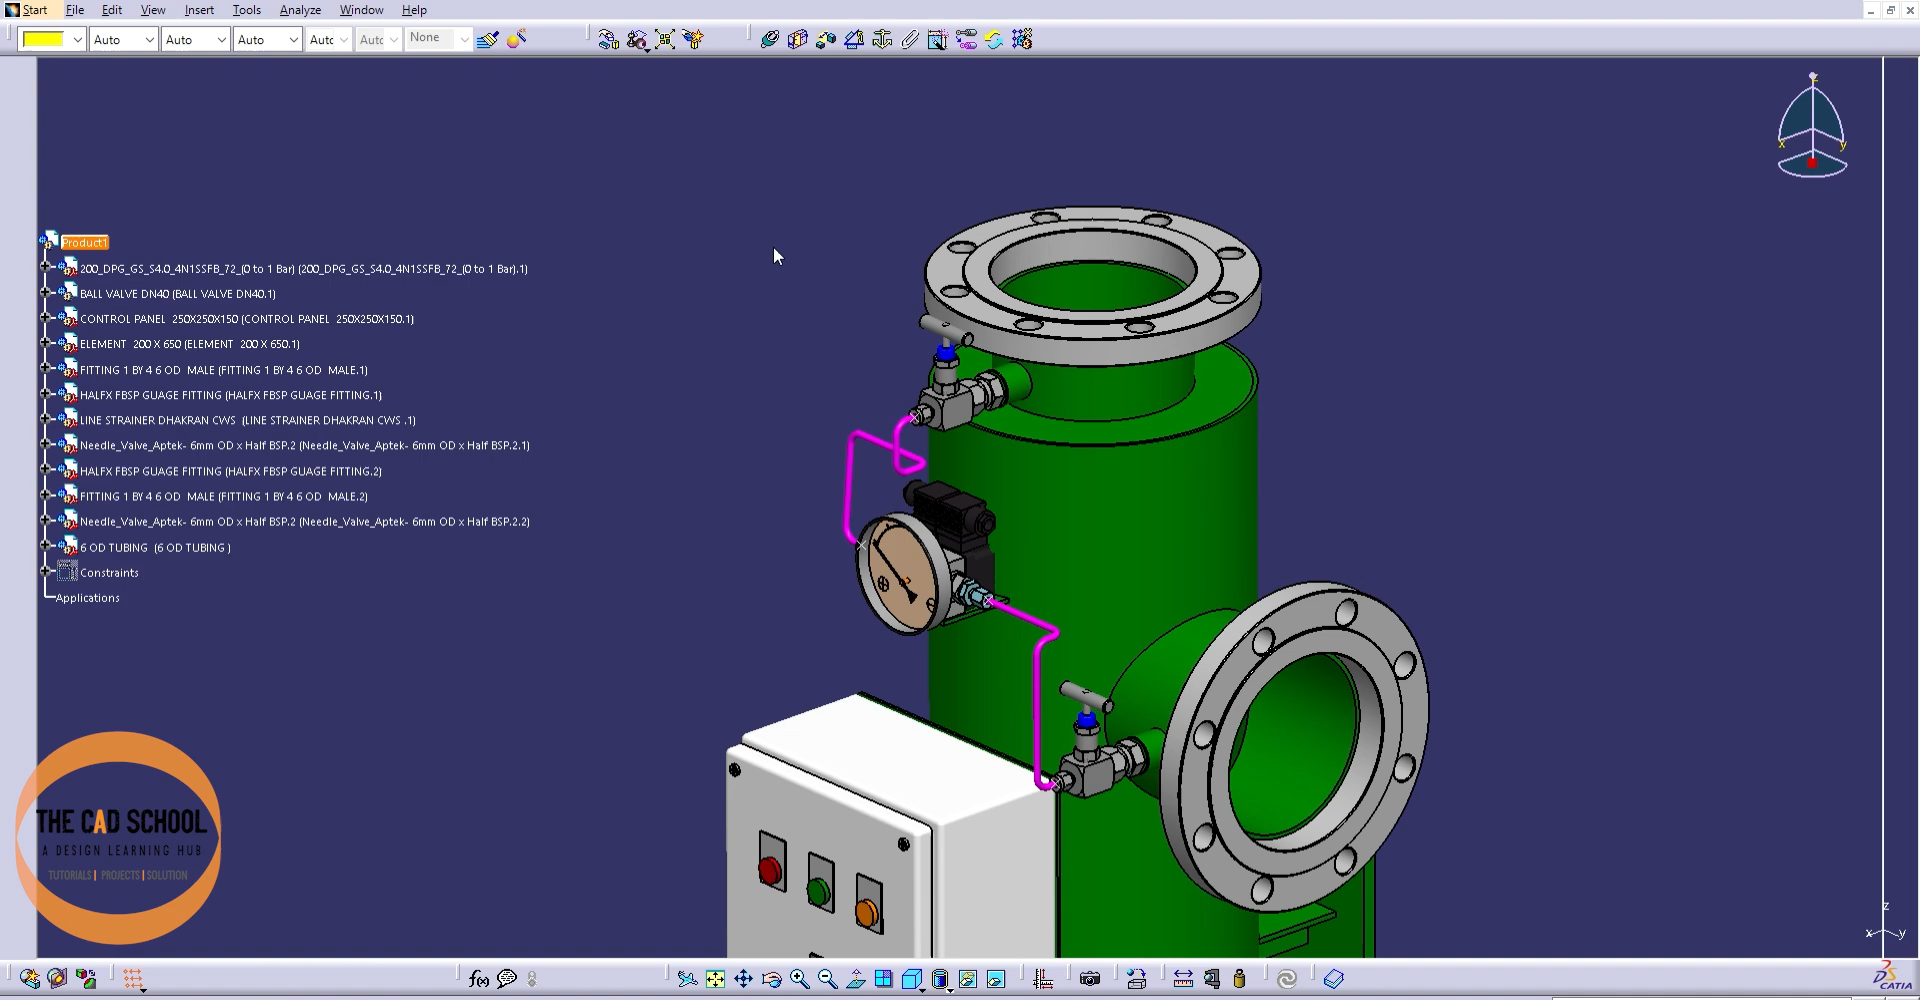 Start File Edit View Insert Tools Analyze Window Help
Auto Auto Auto Auto Auto None
Product1
200_DPG_GS_S4.0_4N1SSFB_72_(0 to 1 Bar) (200_DPG_GS_S4.0_4N1SSFB_72_(0 to 1 Bar).1)
BALL VALVE DN40 (BALL VALVE DN40.1)
CONTROL PANEL 250X250X150 (CONTROL PANEL 250X250X150.1)
ELEMENT 200 X 650 (ELEMENT 200 X 650.1)
FITTING 1 BY 4 6 OD MALE (FITTING 1 BY 4 6 OD MALE.1)
HALFX FBSP GUAGE FITTING (HALFX FBSP GUAGE FITTING.1)
LINE STRAINER DHAKRAN CWS (LINE STRAINER DHAKRAN CWS .1)
Needle_Valve_Aptek- 6mm OD x Half BSP.2 (Needle_Valve_Aptek- 6mm OD x Half BSP.2.1)
HALFX FBSP GUAGE FITTING (HALFX FBSP GUAGE FITTING.2)
FITTING 1 BY 4 6 OD MALE (FITTING 1 BY 4 6 OD MALE.2)
Needle_Valve_Aptek- 6mm OD x Half BSP.2 (Needle_Valve_Aptek- 6mm OD x Half BSP.2.2)
6 OD TUBING (6 OD TUBING )
Constraints
Applications
THE CAD SCHOOL
A DESIGN LEARNING HUB
TUTORIALS| PROJECTS|SOLUTION
x y
z
x y
f(x)
CATIA